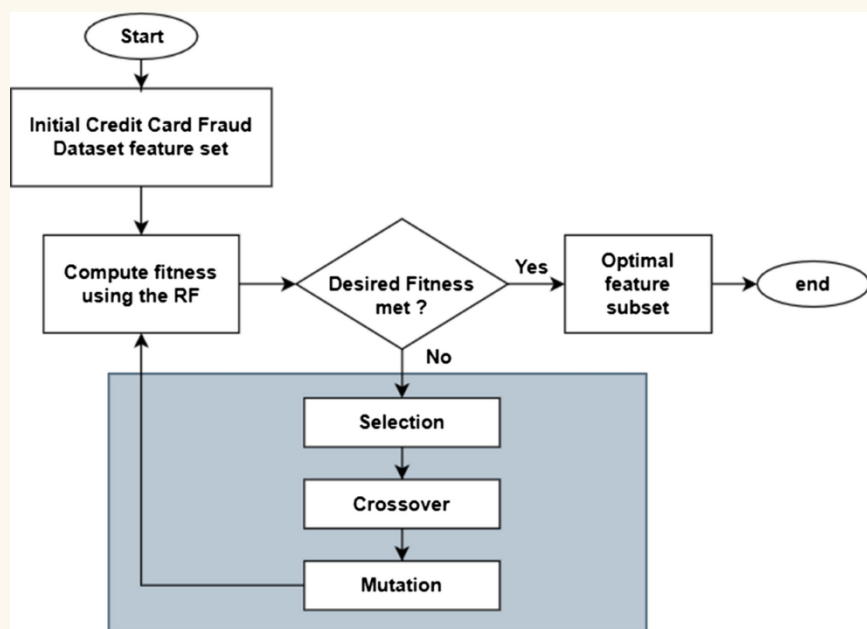 Start
Initial Credit Card Fraud
Dataset feature set
Compute fitness
using the RF
Desired Fitness
met ?
Yes
Optimal
feature
subset
end
No
Selection
Crossover
Mutation